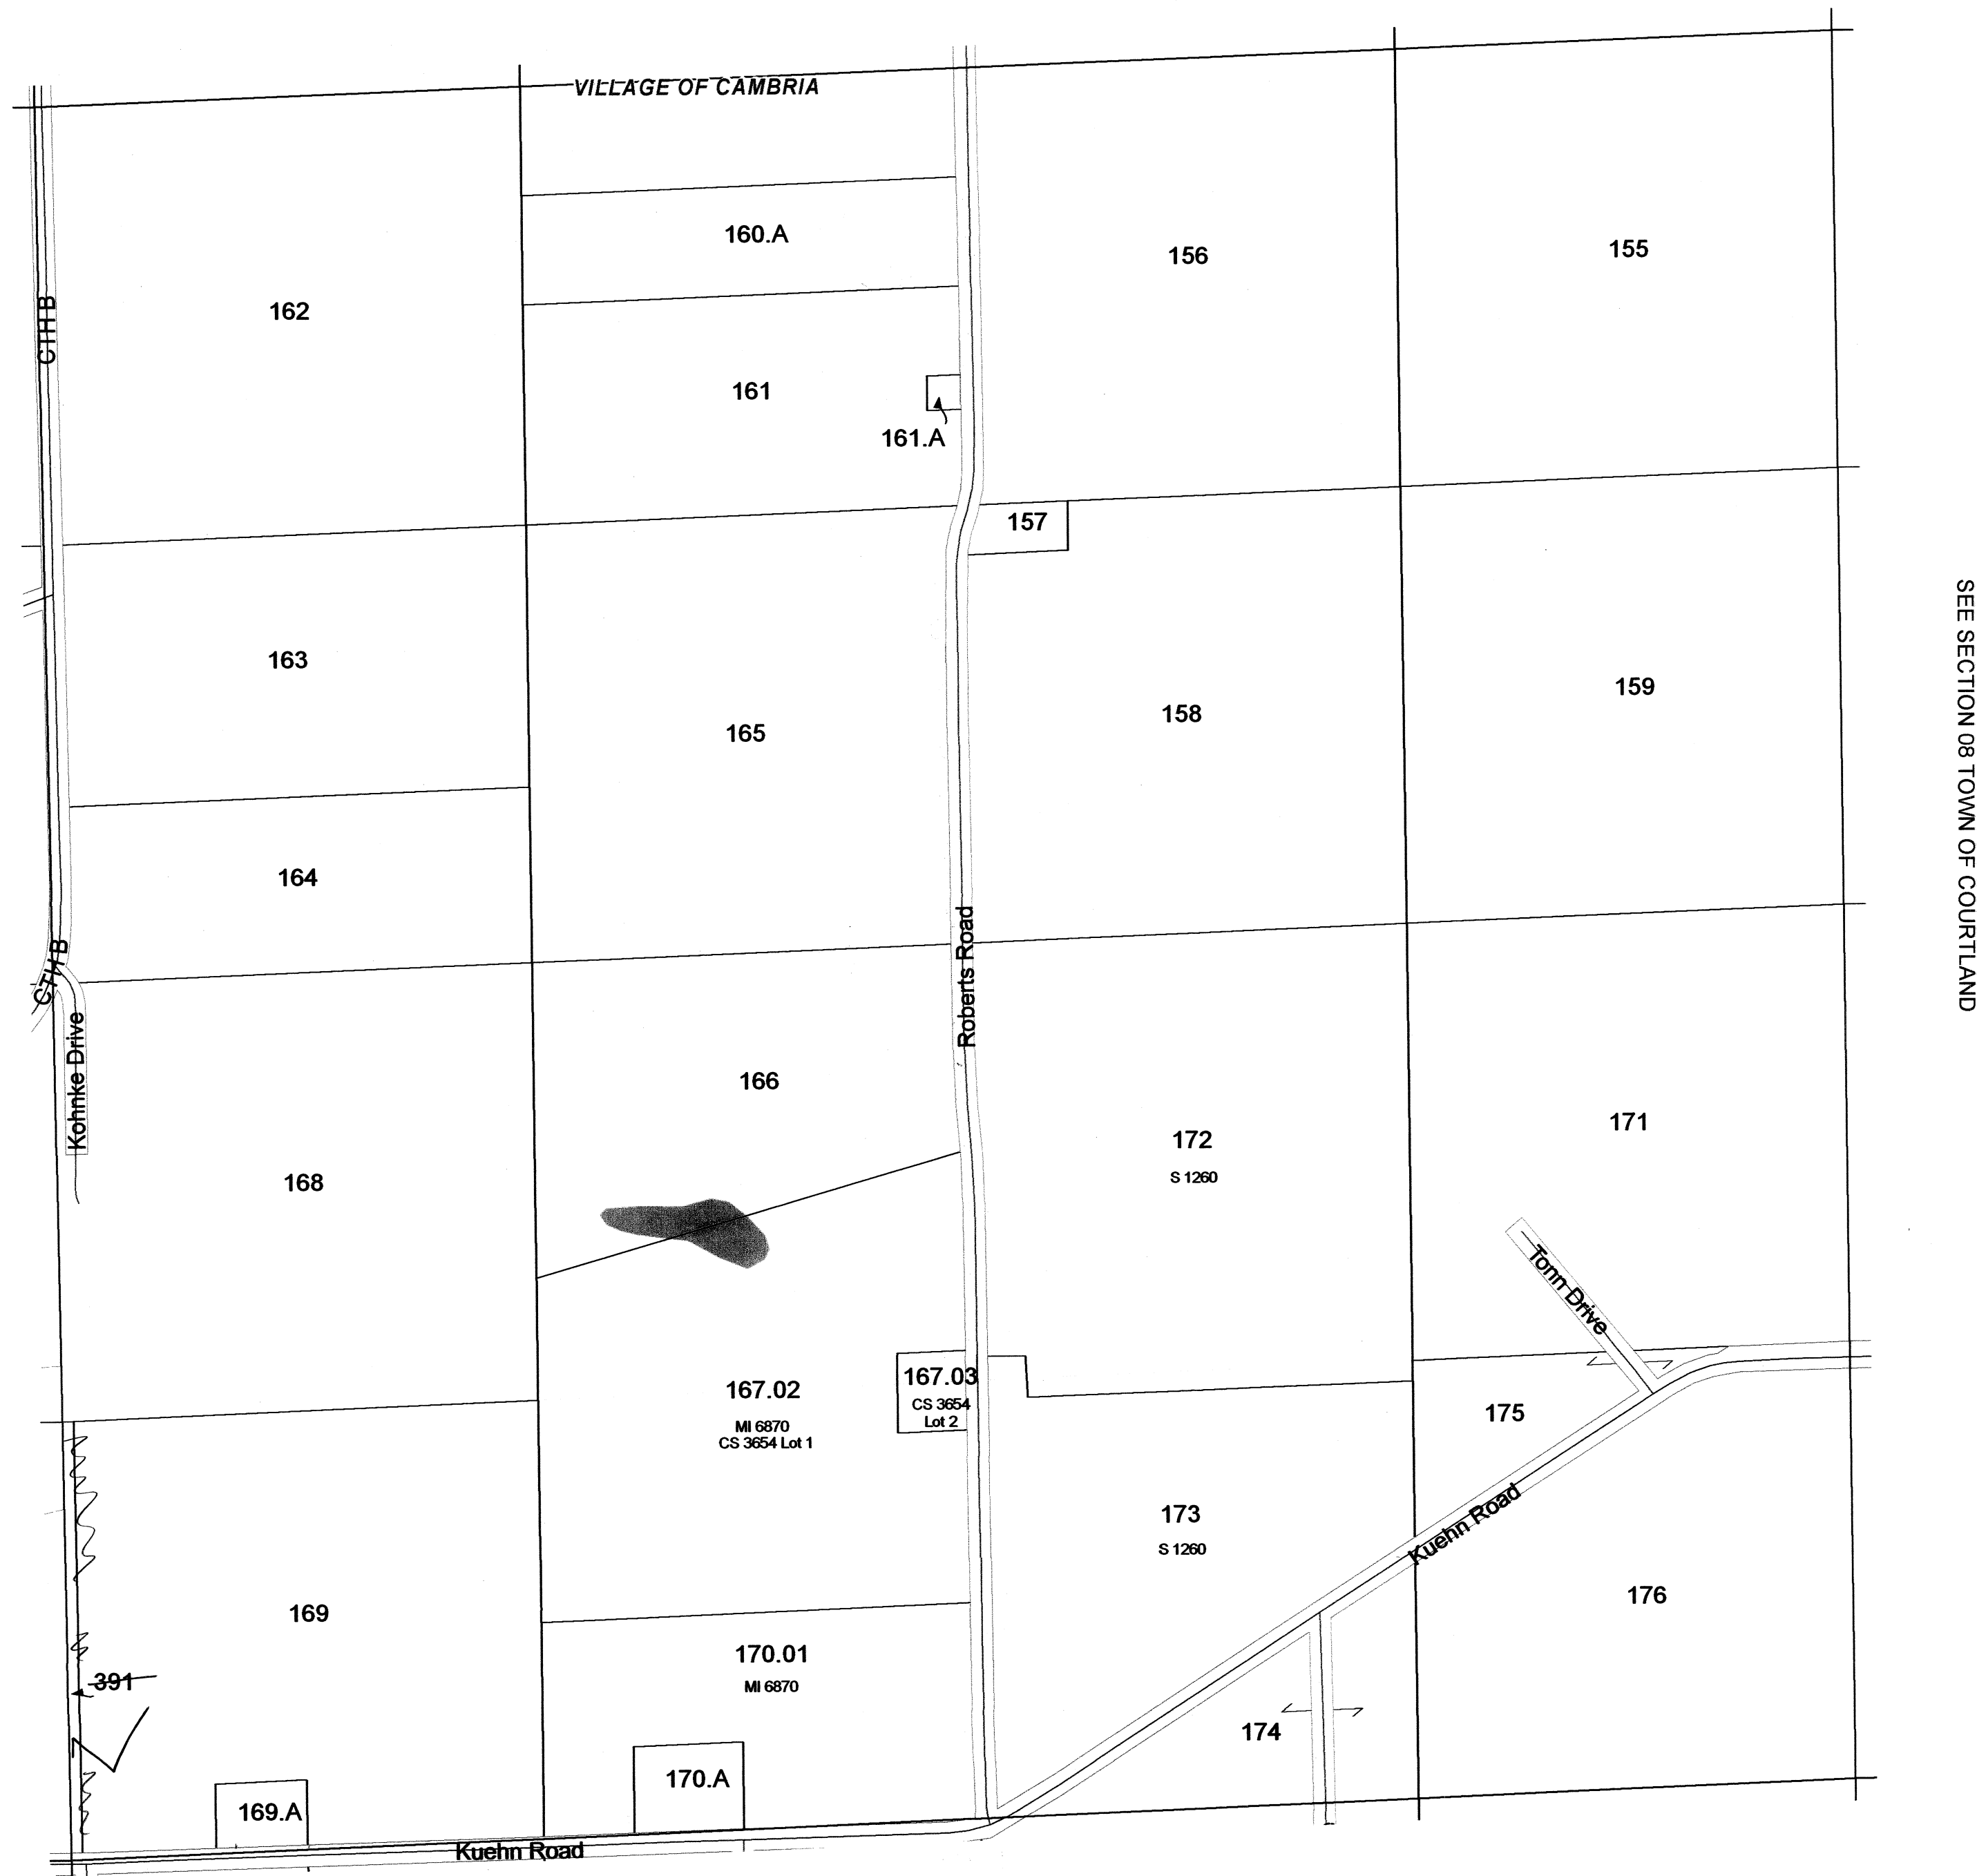 VILLAGE OF CAMBRIA
160.A
156
155
162
CTH B
161
161.A
157
SEE SECTION 08 TOWN OF COURTLAND
163
165
158
159
164
CTH B
Roberts Road
Kohnke Drive
166
172
S 1260
171
168
Tonn Drive
167.02
MI 6870
CS 3654 Lot 1
167.03
CS 3654
Lot 2
175
173
S 1260
Kuehn Road
176
169
170.01
MI 6870
391
174
170.A
169.A
Kuehn Road